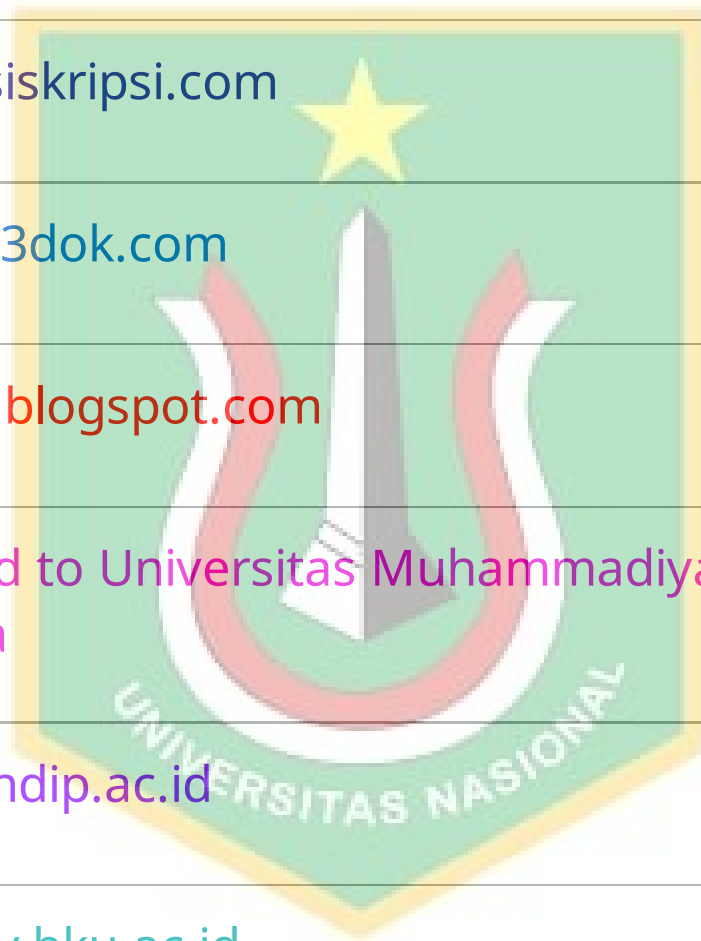 siskripsi.com
3dok.com
blogspot.com
d to Universitas Muhammadiya
a
ndip.ac.id
UNIVERSITAS NASIONAL